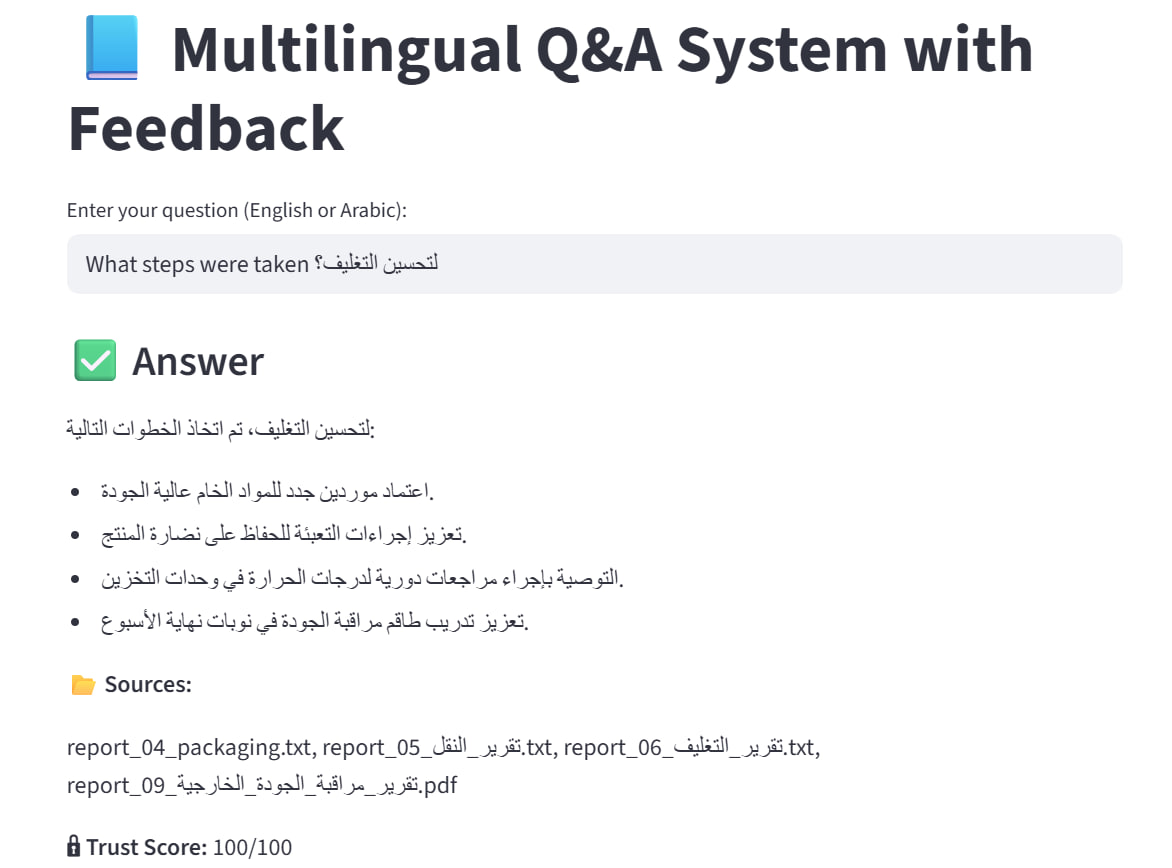 📘 Multilingual Q&A System with
Feedback
Enter your question (English or Arabic):
What steps were taken لتحسين التغليف؟
✅ Answer
لتحسين التغليف، تم اتخاذ الخطوات التالية:
• اعتماد موردين جدد للمواد الخام عالية الجودة.
• تعزيز إجراءات التعبئة للحفاظ على نضارة المنتج.
• التوصية بإجراء مراجعات دورية لدرجات الحرارة في وحدات التخزين.
• تعزيز تدريب طاقم مراقبة الجودة في نوبات نهاية الأسبوع.
📂 Sources:
report_04_packaging.txt, report_05_تقرير_النقل.txt, report_06_تقرير_التغليف.txt,
report_09_تقرير_مراقبة_الجودة_الخارجية.pdf
🔒 Trust Score: 100/100